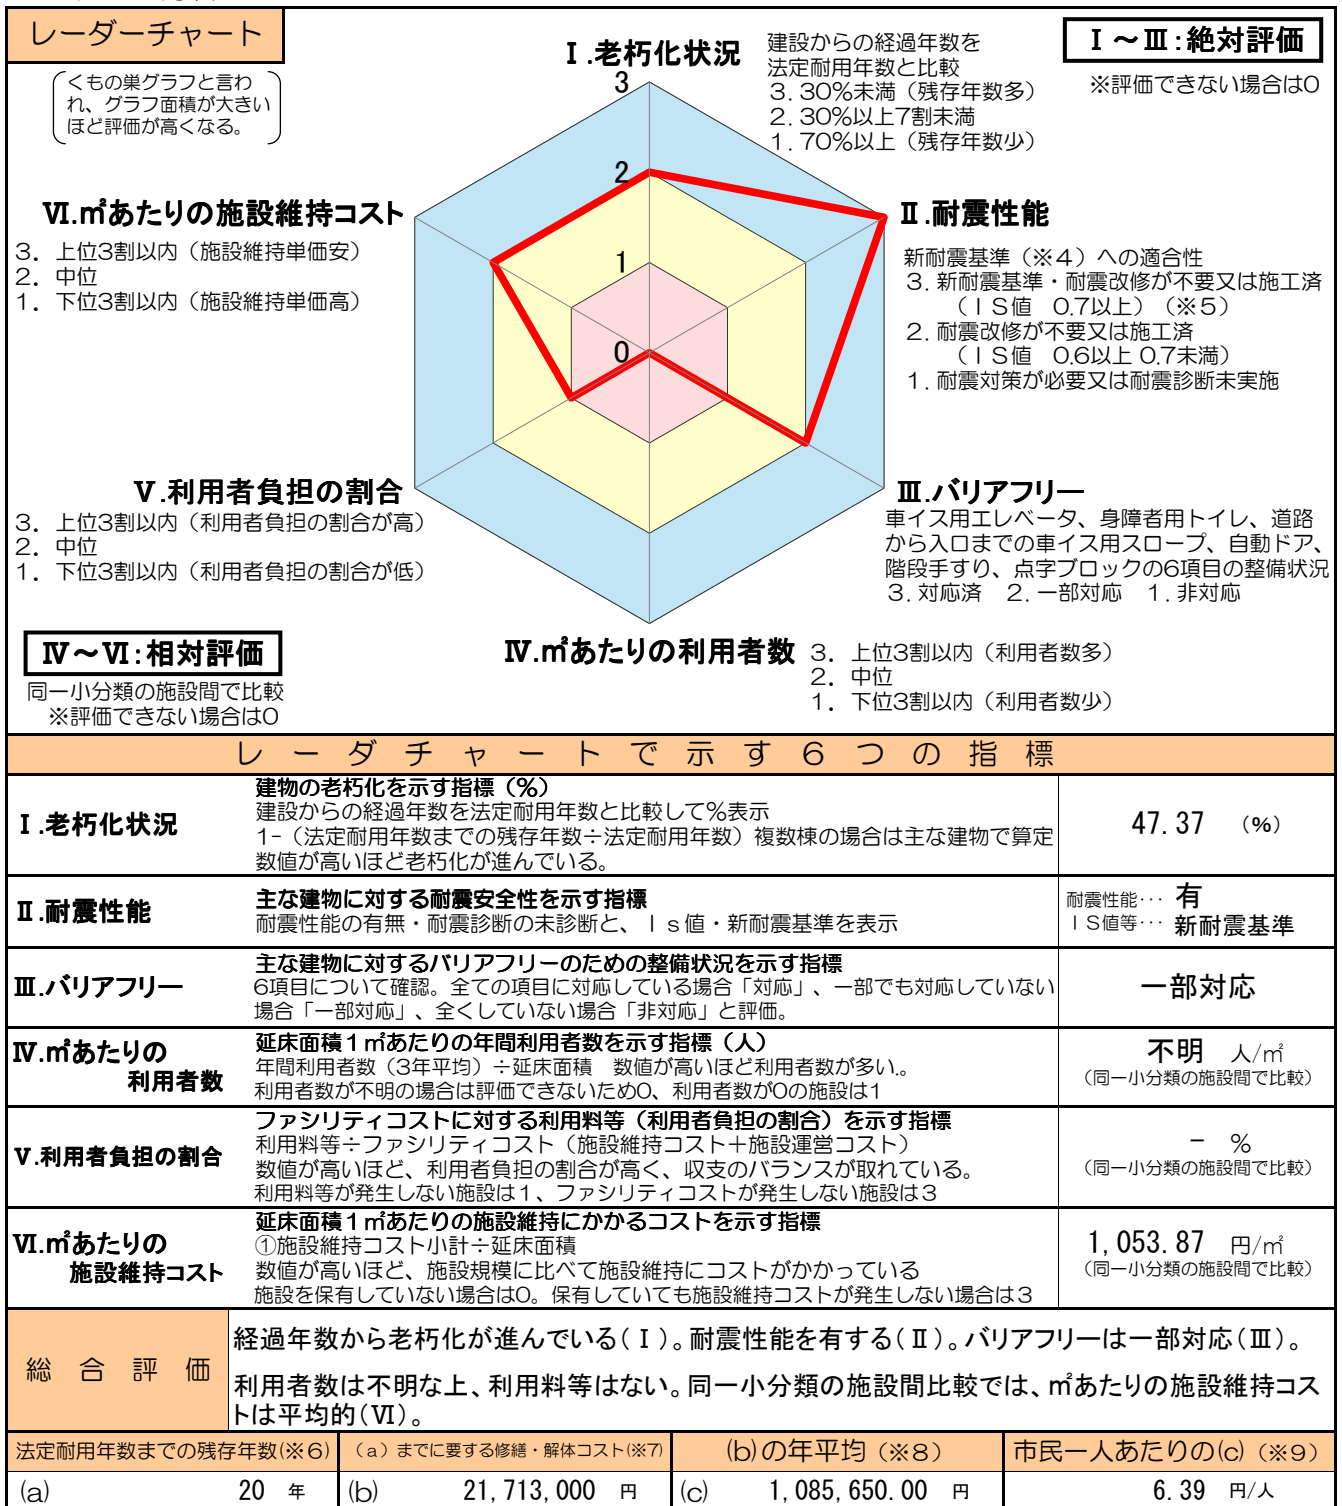 レーダーチャート
くもの巣グラフと言わ
れ、グラフ面積が大きい
ほど評価が高くなる。
Ⅰ.老朽化状況
建設からの経過年数を
法定耐用年数と比較
3. 30%未満（残存年数多）
2. 30%以上7割未満
1. 70%以上（残存年数少）
Ⅰ～Ⅲ:絶対評価
※評価できない場合は0
3
2
1
0
Ⅵ.㎡あたりの施設維持コスト
3. 上位3割以内（施設維持単価安）
2. 中位
1. 下位3割以内（施設維持単価高）
Ⅱ.耐震性能
新耐震基準（※4）への適合性
3. 新耐震基準・耐震改修が不要又は施工済
（ＩＳ値 0.7以上）（※5）
2. 耐震改修が不要又は施工済
（ＩＳ値 0.6以上 0.7未満）
1. 耐震対策が必要又は耐震診断未実施
Ⅴ.利用者負担の割合
3. 上位3割以内（利用者負担の割合が高）
2. 中位
1. 下位3割以内（利用者負担の割合が低）
Ⅲ.バリアフリー
車イス用エレベータ、身障者用トイレ、道路
から入口までの車イス用スロープ、自動ドア、
階段手すり、点字ブロックの6項目の整備状況
3. 対応済 2. 一部対応 1. 非対応
Ⅳ～Ⅵ:相対評価
同一小分類の施設間で比較
※評価できない場合は0
Ⅳ.㎡あたりの利用者数
3. 上位3割以内（利用者数多）
2. 中位
1. 下位3割以内（利用者数少）
レーダチャートで示す６つの指標
Ⅰ.老朽化状況
建物の老朽化を示す指標（%）
建設からの経過年数を法定耐用年数と比較して%表示
1-（法定耐用年数までの残存年数÷法定耐用年数）複数棟の場合は主な建物で算定
数値が高いほど老朽化が進んでいる。
47.37 （%）
Ⅱ.耐震性能
主な建物に対する耐震安全性を示す指標
耐震性能の有無・耐震診断の未診断と、Ｉｓ値・新耐震基準を表示
耐震性能･･･ 有
ＩＳ値等･･･ 新耐震基準
Ⅲ.バリアフリー
主な建物に対するバリアフリーのための整備状況を示す指標
6項目について確認。全ての項目に対応している場合「対応」、一部でも対応していない
場合「一部対応」、全くしていない場合「非対応」と評価。
一部対応
Ⅳ.㎡あたりの
利用者数
延床面積１㎡あたりの年間利用者数を示す指標（人）
年間利用者数（3年平均）÷延床面積 数値が高いほど利用者数が多い。
利用者数が不明の場合は評価できないため0、利用者数が0の施設は1
不明 人/㎡
（同一小分類の施設間で比較）
Ⅴ.利用者負担の割合
ファシリティコストに対する利用料等（利用者負担の割合）を示す指標
利用料等÷ファシリティコスト（施設維持コスト＋施設運営コスト）
数値が高いほど、利用者負担の割合が高く、収支のバランスが取れている。
利用料等が発生しない施設は１、ファシリティコストが発生しない施設は３
- %
（同一小分類の施設間で比較）
Ⅵ.㎡あたりの
施設維持コスト
延床面積１㎡あたりの施設維持にかかるコストを示す指標
①施設維持コスト小計÷延床面積
数値が高いほど、施設規模に比べて施設維持にコストがかかっている
施設を保有していない場合は0。保有していても施設維持コストが発生しない場合は３
1,053.87 円/㎡
（同一小分類の施設間で比較）
総合評価
経過年数から老朽化が進んでいる(Ⅰ)。耐震性能を有する(Ⅱ)。バリアフリーは一部対応(Ⅲ)。
利用者数は不明な上、利用料等はない。同一小分類の施設間比較では、㎡あたりの施設維持コス
トは平均的(Ⅵ)。
法定耐用年数までの残存年数(※6)
（a）までに要する修繕・解体コスト(※7)
(b)の年平均（※8）
市民一人あたりの(c)（※9）
(a) 20 年
(b) 21,713,000 円
(c) 1,085,650.00 円
6.39 円/人